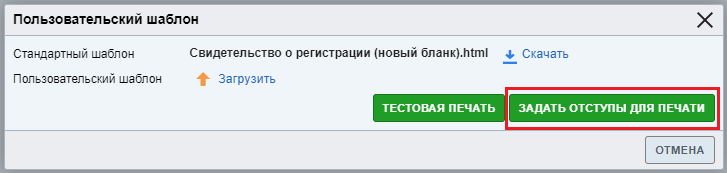 Пользовательский шаблон
Стандартный шаблон Свидетельство о регистрации (новый бланк).html Скачать
Пользовательский шаблон Загрузить
ТЕСТОВАЯ ПЕЧАТЬ ЗАДАТЬ ОТСТУПЫ ДЛЯ ПЕЧАТИ
ОТМЕНА